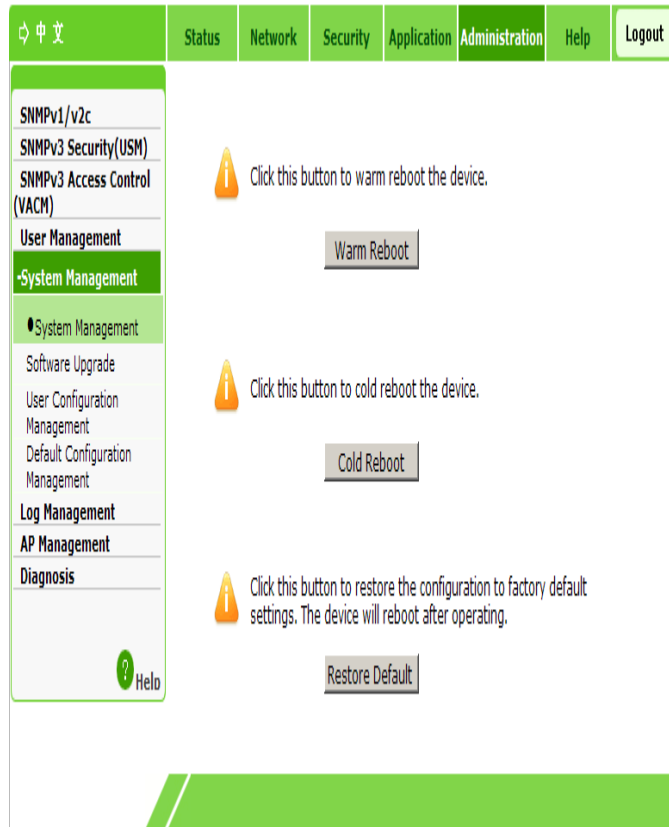 中文
Status Network Security Application Administration Help Logout
SNMPv1/v2c
SNMPv3 Security(USM)
SNMPv3 Access Control
(VACM)
User Management
-System Management
System Management
Software Upgrade
User Configuration
Management
Default Configuration
Management
Log Management
AP Management
Diagnosis
? Help
Click this button to warm reboot the device.
Warm Reboot
Click this button to cold reboot the device.
Cold Reboot
Click this button to restore the configuration to factory default
settings. The device will reboot after operating.
Restore Default